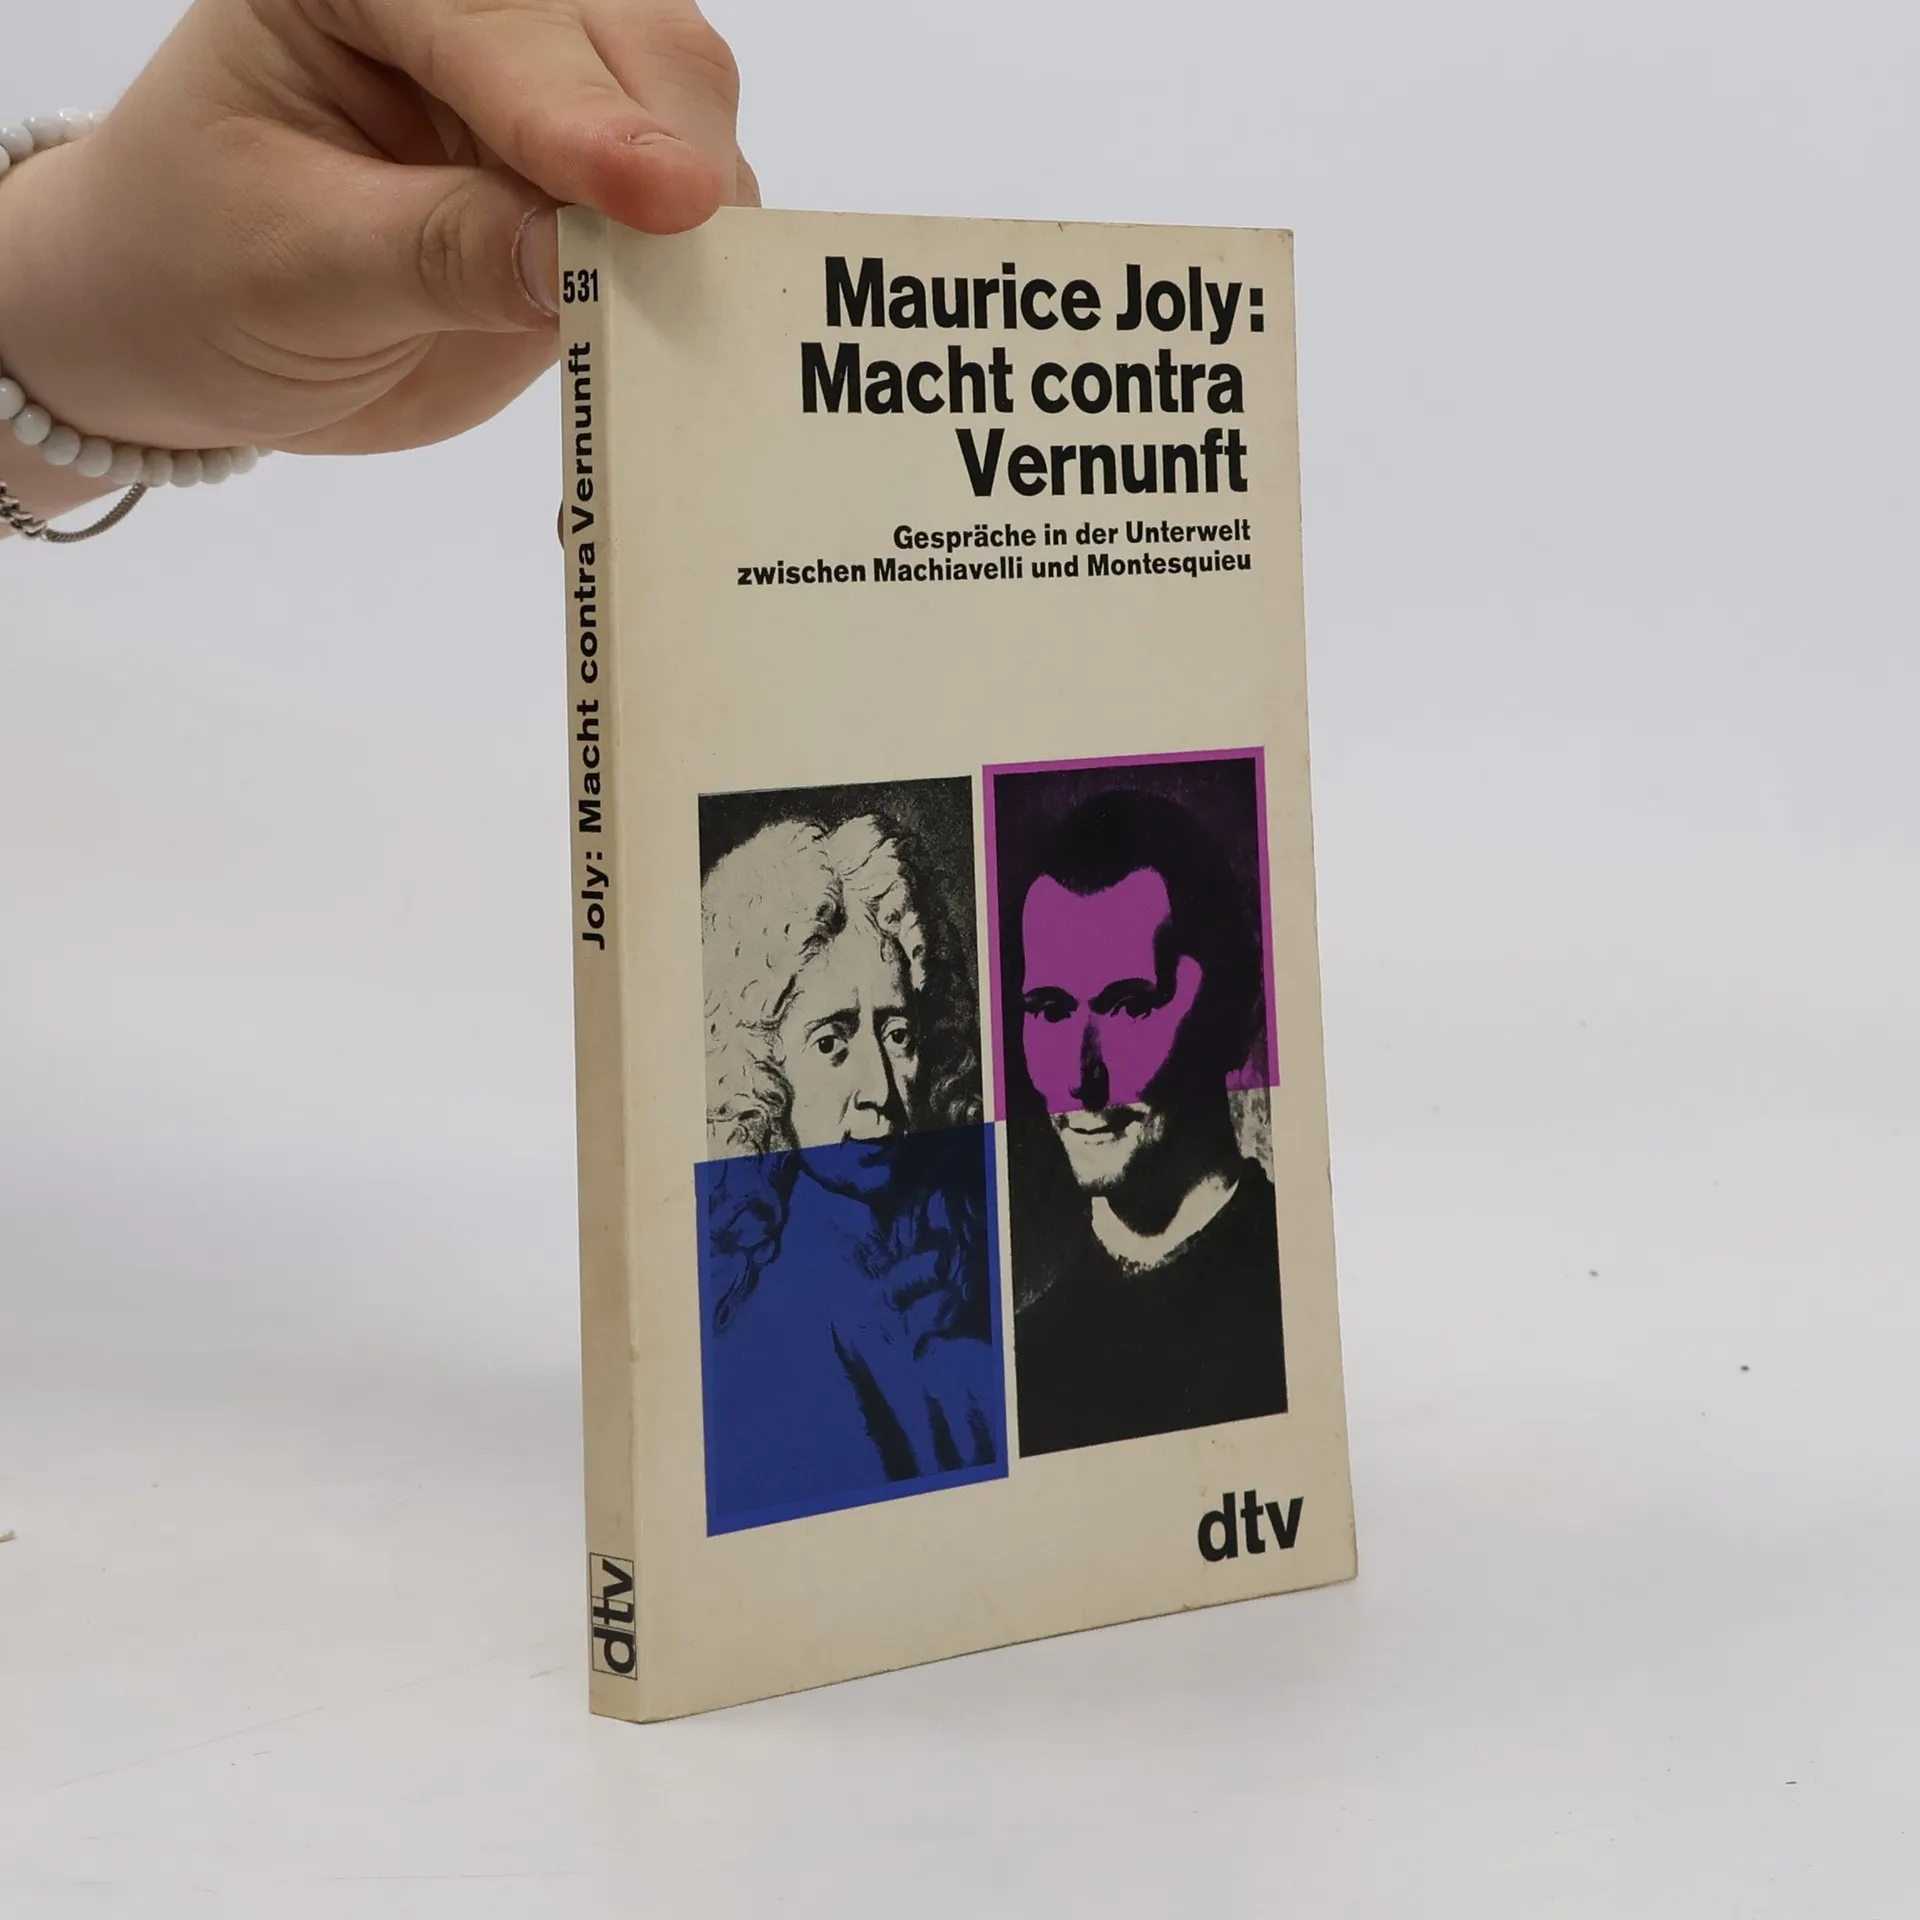 531
Joly: Macht contra Vernunft
dtv
Maurice Joly:
Macht contra
Vernunft
Gespräche in der Unterwelt
zwischen Machiavelli und Montesquieu
dtv